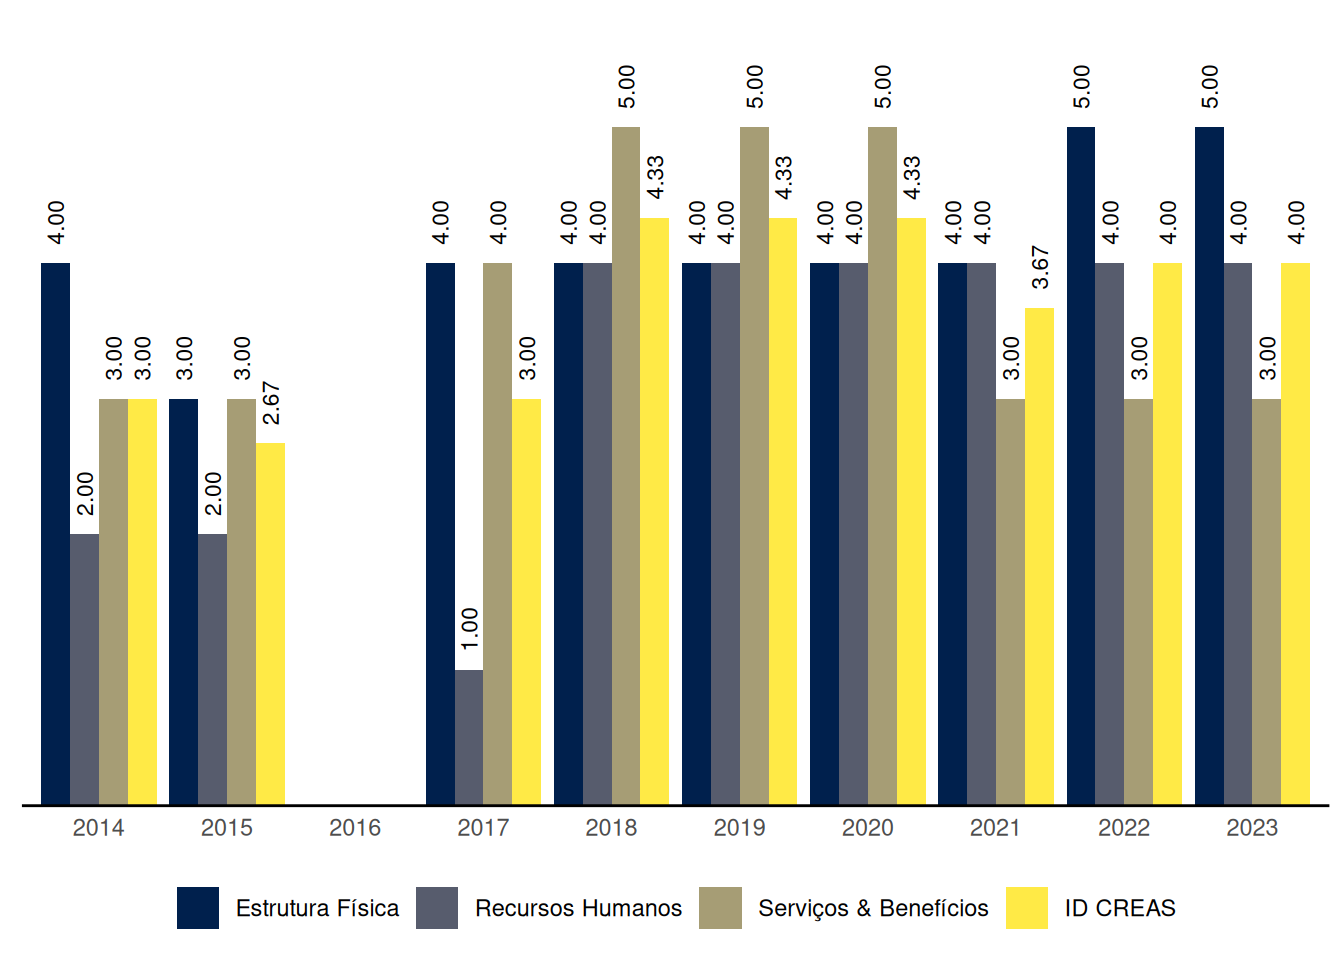 4.00 2.00 3.00 3.00
3.00 2.00 3.00 2.67
4.00 1.00 4.00 3.00
4.00 4.00 5.00 4.33
4.00 4.00 5.00 4.33
4.00 4.00 5.00 4.33
4.00 4.00 3.00 3.67
5.00 4.00 3.00 4.00
5.00 4.00 3.00 4.00
2014 2015 2016 2017 2018 2019 2020 2021 2022 2023
Estrutura Física Recursos Humanos Serviços & Benefícios ID CREAS